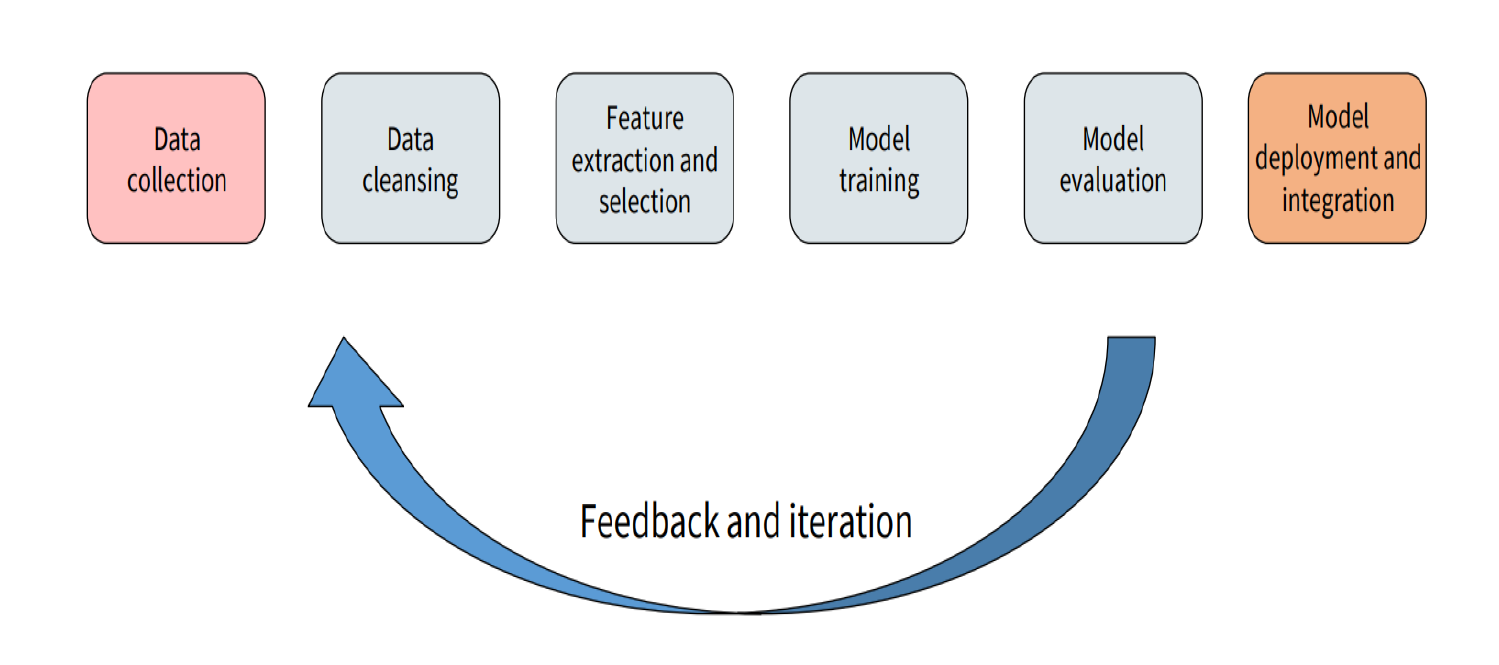 Data
collection
Data
cleansing
Feature
extraction and
selection
Model
training
Model
evaluation
Model
deployment and
integration
Feedback and iteration